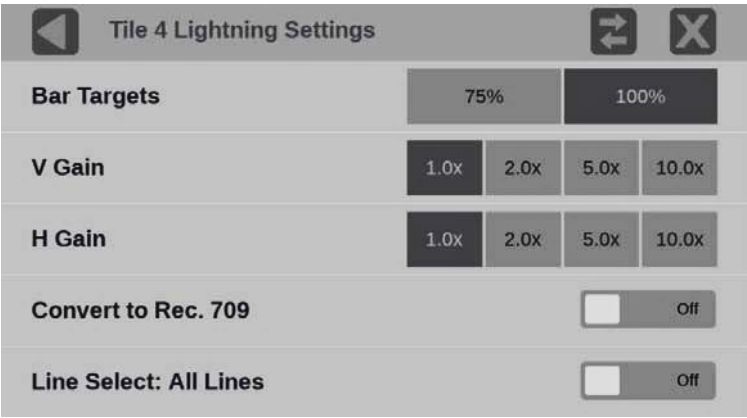 Tile 4 Lightning Settings
Bar Targets 75% 100%
V Gain 1.0x 2.0x 5.0x 10.0x
H Gain 1.0x 2.0x 5.0x 10.0x
Convert to Rec. 709 Off
Line Select: All Lines Off